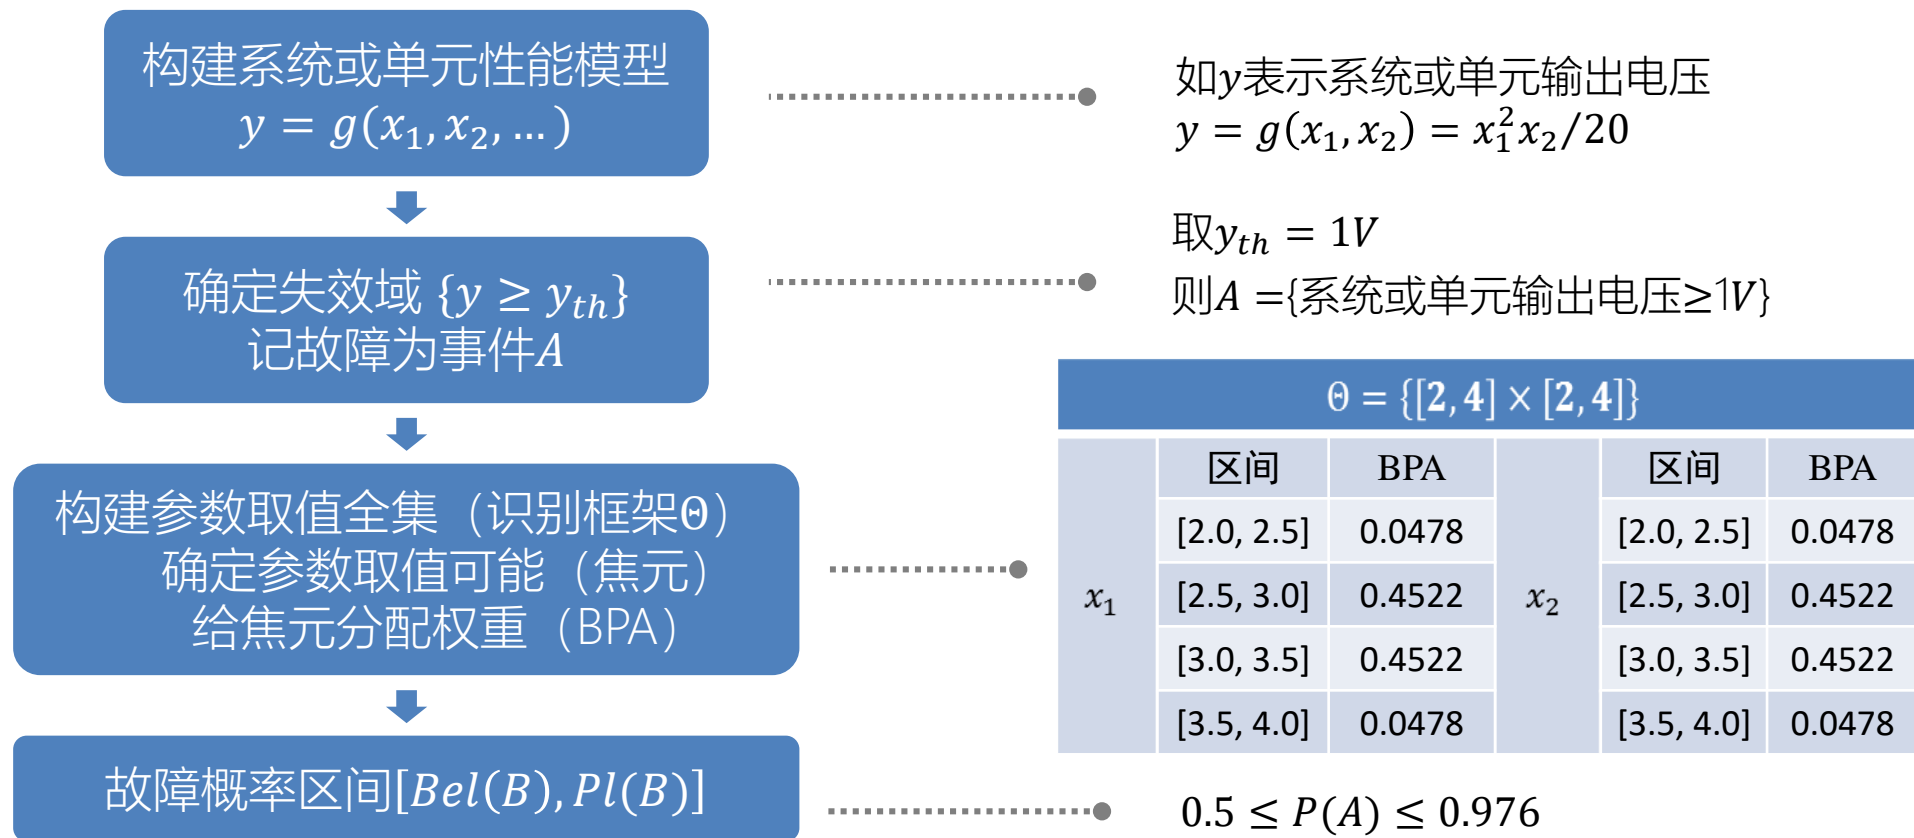 构建系统或单元性能模型
y = g(x₁, x₂, … )
如y表示系统或单元输出电压
y = g(x₁, x₂) = x₁²x₂/20
确定失效域 {y ≥ yₜₕ}
记故障为事件A
取yₜₕ = 1V
则A ={系统或单元输出电压≥1V}
构建参数取值全集（识别框架Θ）
确定参数取值可能（焦元）
给焦元分配权重（BPA）
Θ = {[2, 4] × [2, 4]}
区间 BPA 区间 BPA
[2.0, 2.5] 0.0478 [2.0, 2.5] 0.0478
x₁ [2.5, 3.0] 0.4522 x₂ [2.5, 3.0] 0.4522
[3.0, 3.5] 0.4522 [3.0, 3.5] 0.4522
[3.5, 4.0] 0.0478 [3.5, 4.0] 0.0478
故障概率区间[Bel(B), Pl(B)]
0.5 ≤ P(A) ≤ 0.976